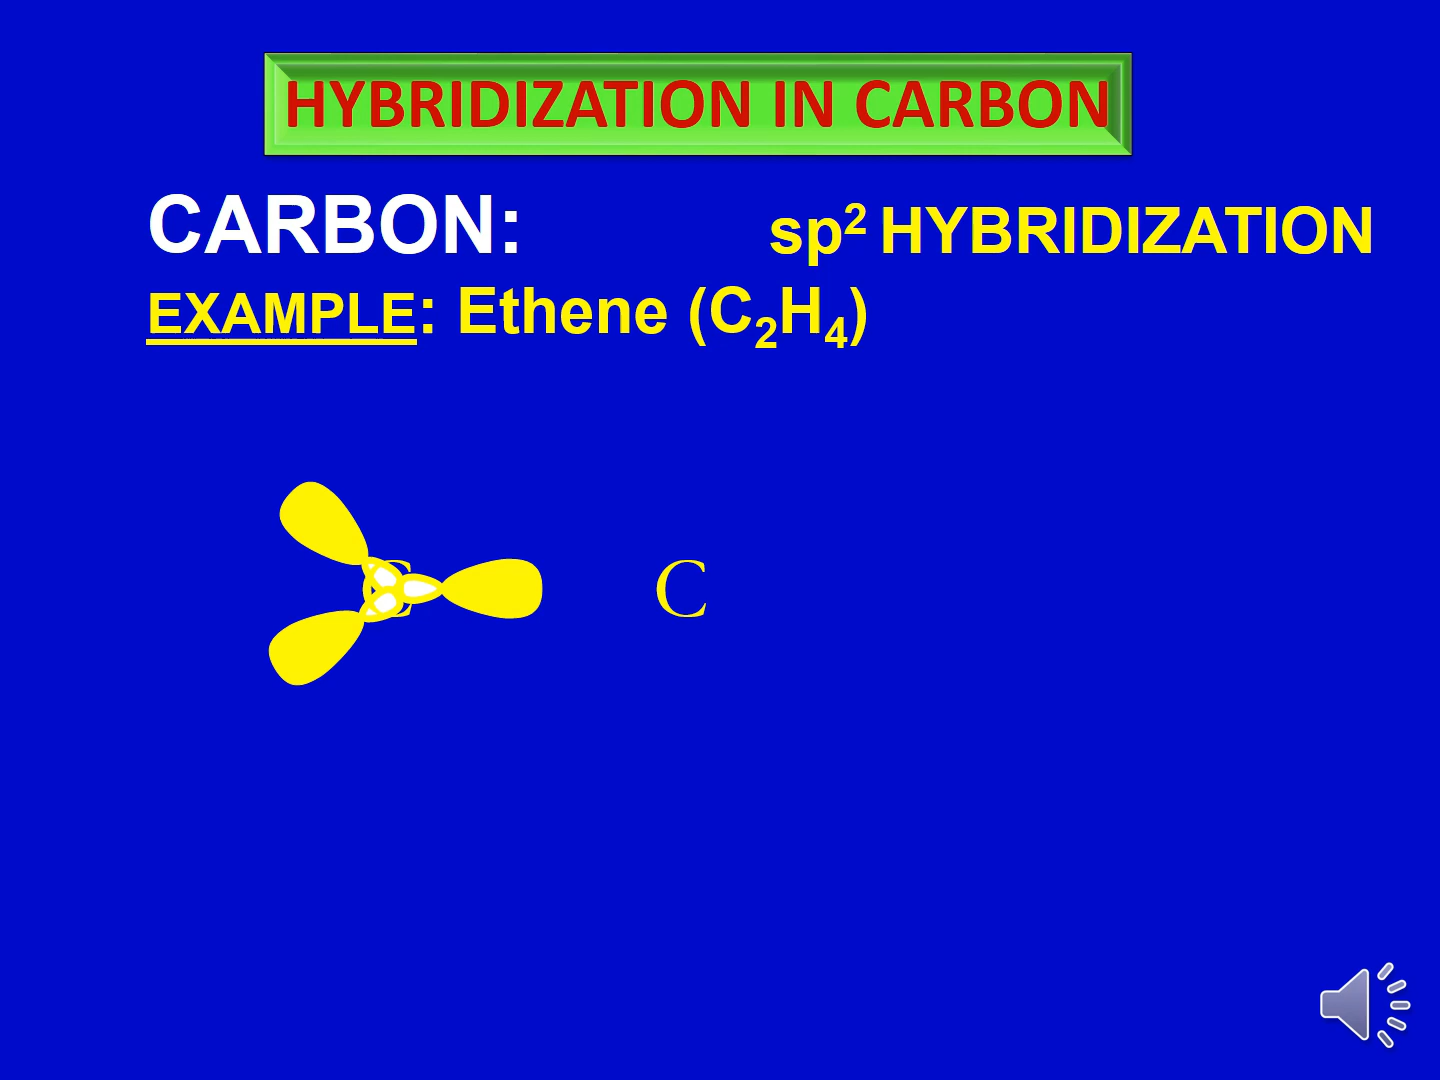 HYBRIDIZATION IN CARBON
CARBON: sp² HYBRIDIZATION
EXAMPLE: Ethene (C₂H₄)
C C